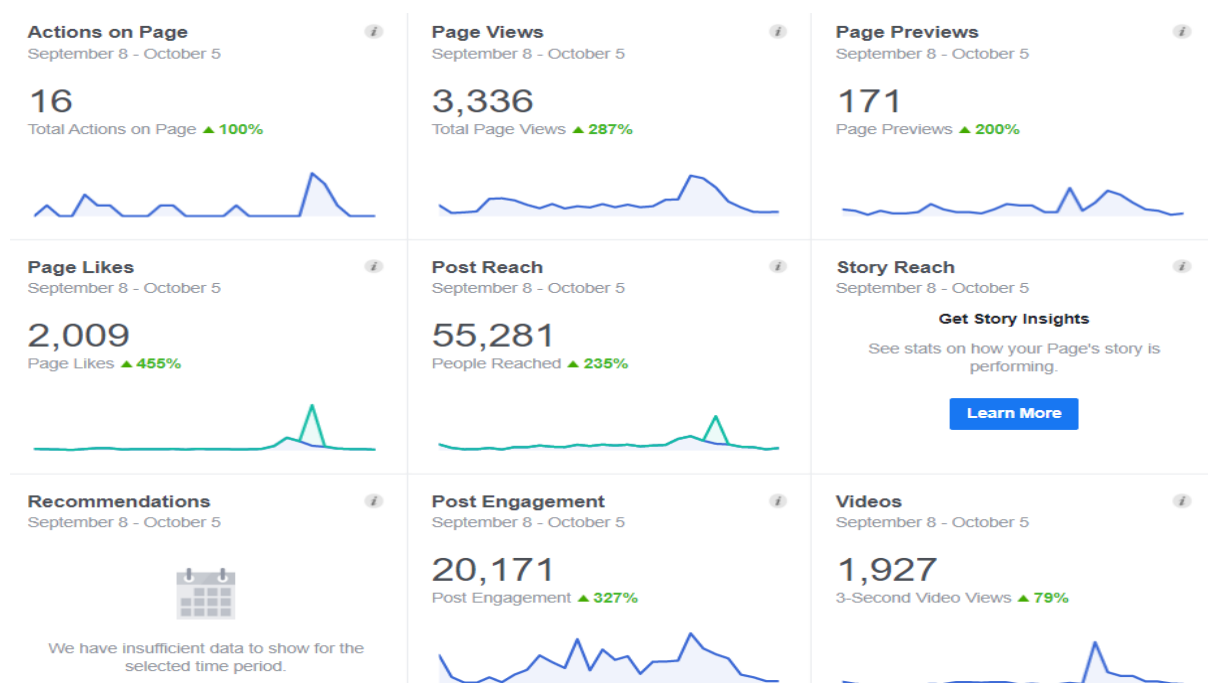 Actions on Page
September 8 - October 5
16
Total Actions on Page ▲ 100%
Page Views
September 8 - October 5
3,336
Total Page Views ▲ 287%
Page Previews
September 8 - October 5
171
Page Previews ▲ 200%
Page Likes
September 8 - October 5
2,009
Page Likes ▲ 455%
Post Reach
September 8 - October 5
55,281
People Reached ▲ 235%
Story Reach
September 8 - October 5
Get Story Insights
See stats on how your Page's story is
performing.
Learn More
Recommendations
September 8 - October 5
We have insufficient data to show for the
selected time period.
Post Engagement
September 8 - October 5
20,171
Post Engagement ▲ 327%
Videos
September 8 - October 5
1,927
3-Second Video Views ▲ 79%